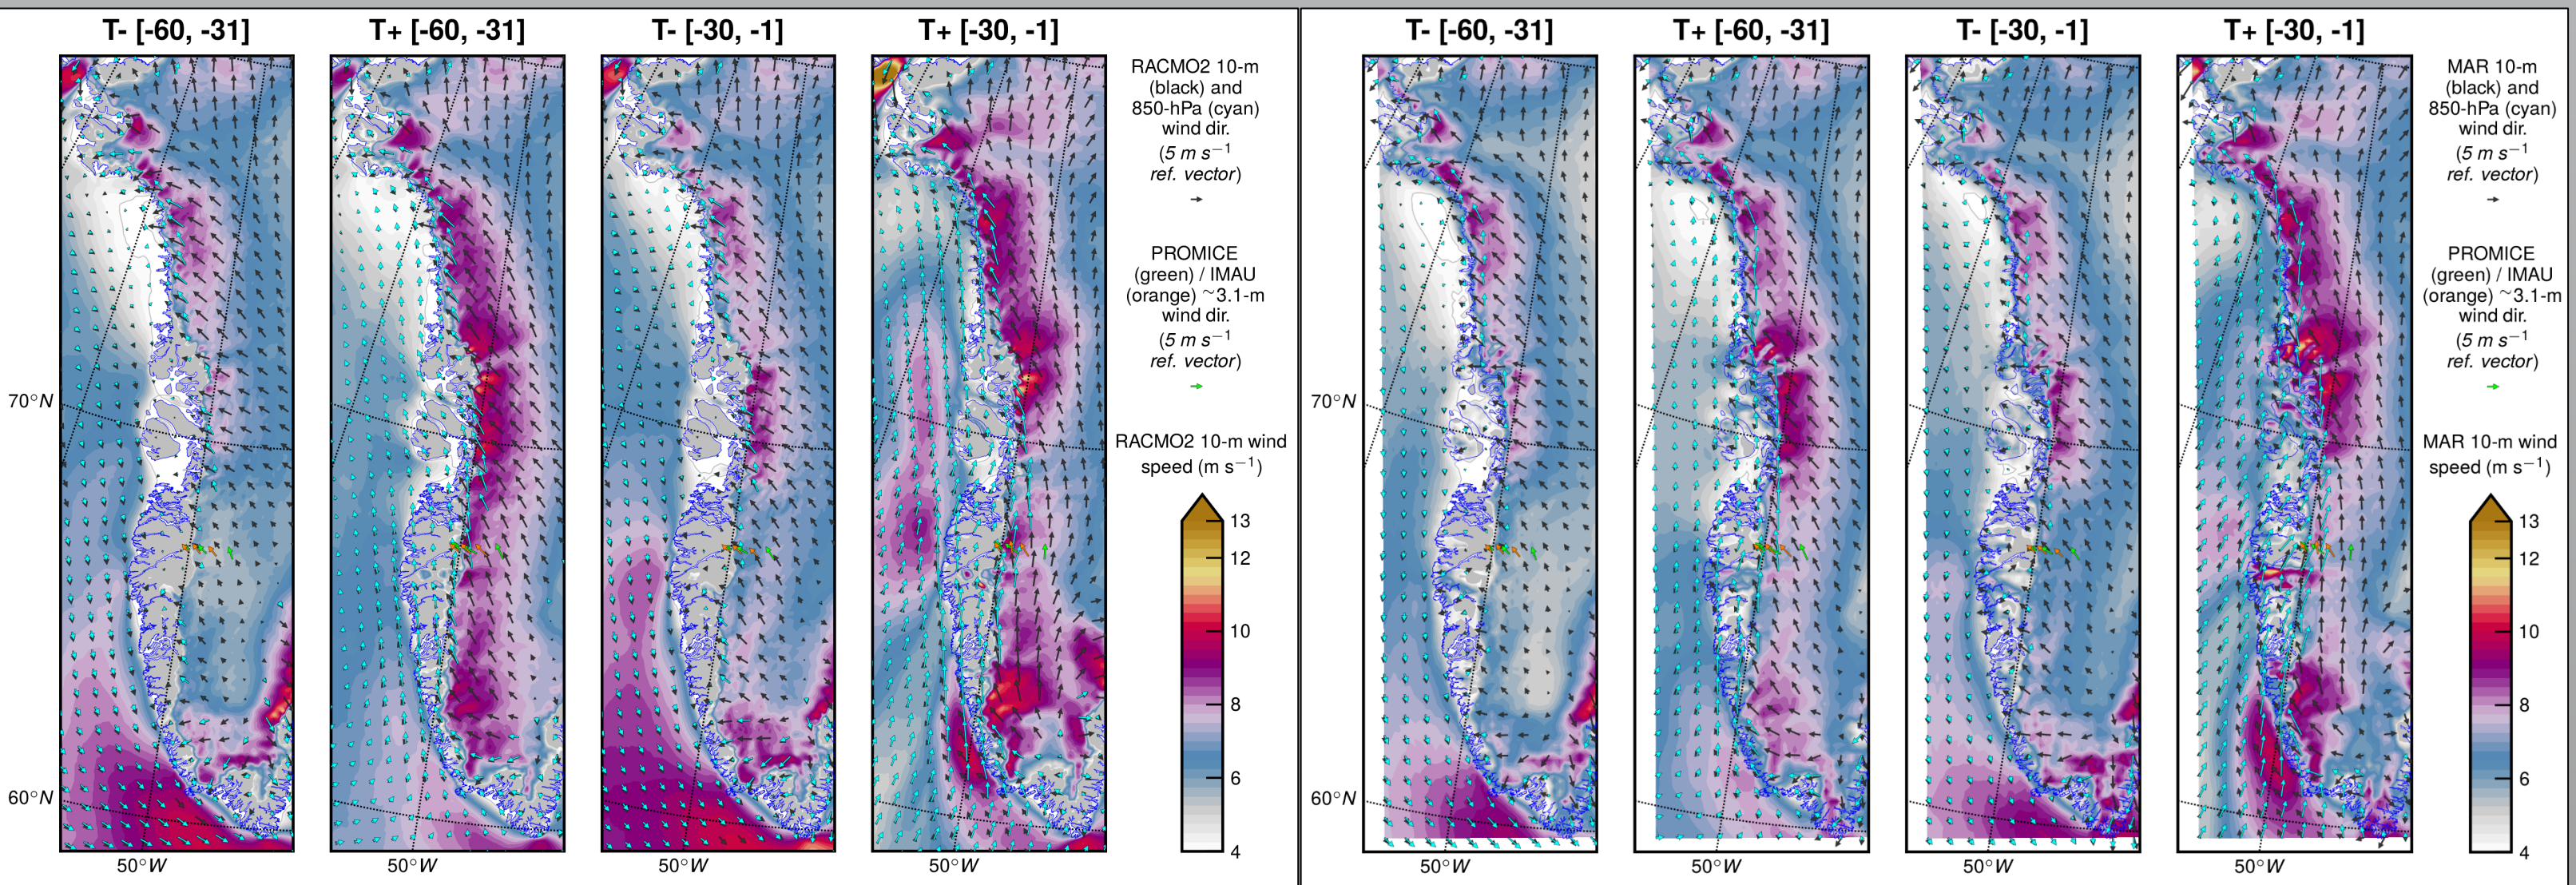 T- [-60, -31]
T+ [-60, -31]
T- [-30, -1]
T+ [-30, -1]
70°N
60°N
50°W
50°W
50°W
50°W
RACMO2 10-m
(black) and
850-hPa (cyan)
wind dir.
(5 m s−1
ref. vector)
PROMICE
(green) / IMAU
(orange) ~3.1-m
wind dir.
(5 m s−1
ref. vector)
RACMO2 10-m wind
speed (m s−1)
13
12
10
8
6
4
T- [-60, -31]
T+ [-60, -31]
T- [-30, -1]
T+ [-30, -1]
70°N
60°N
50°W
50°W
50°W
50°W
MAR 10-m
(black) and
850-hPa (cyan)
wind dir.
(5 m s−1
ref. vector)
PROMICE
(green) / IMAU
(orange) ~3.1-m
wind dir.
(5 m s−1
ref. vector)
MAR 10-m wind
speed (m s−1)
13
12
10
8
6
4